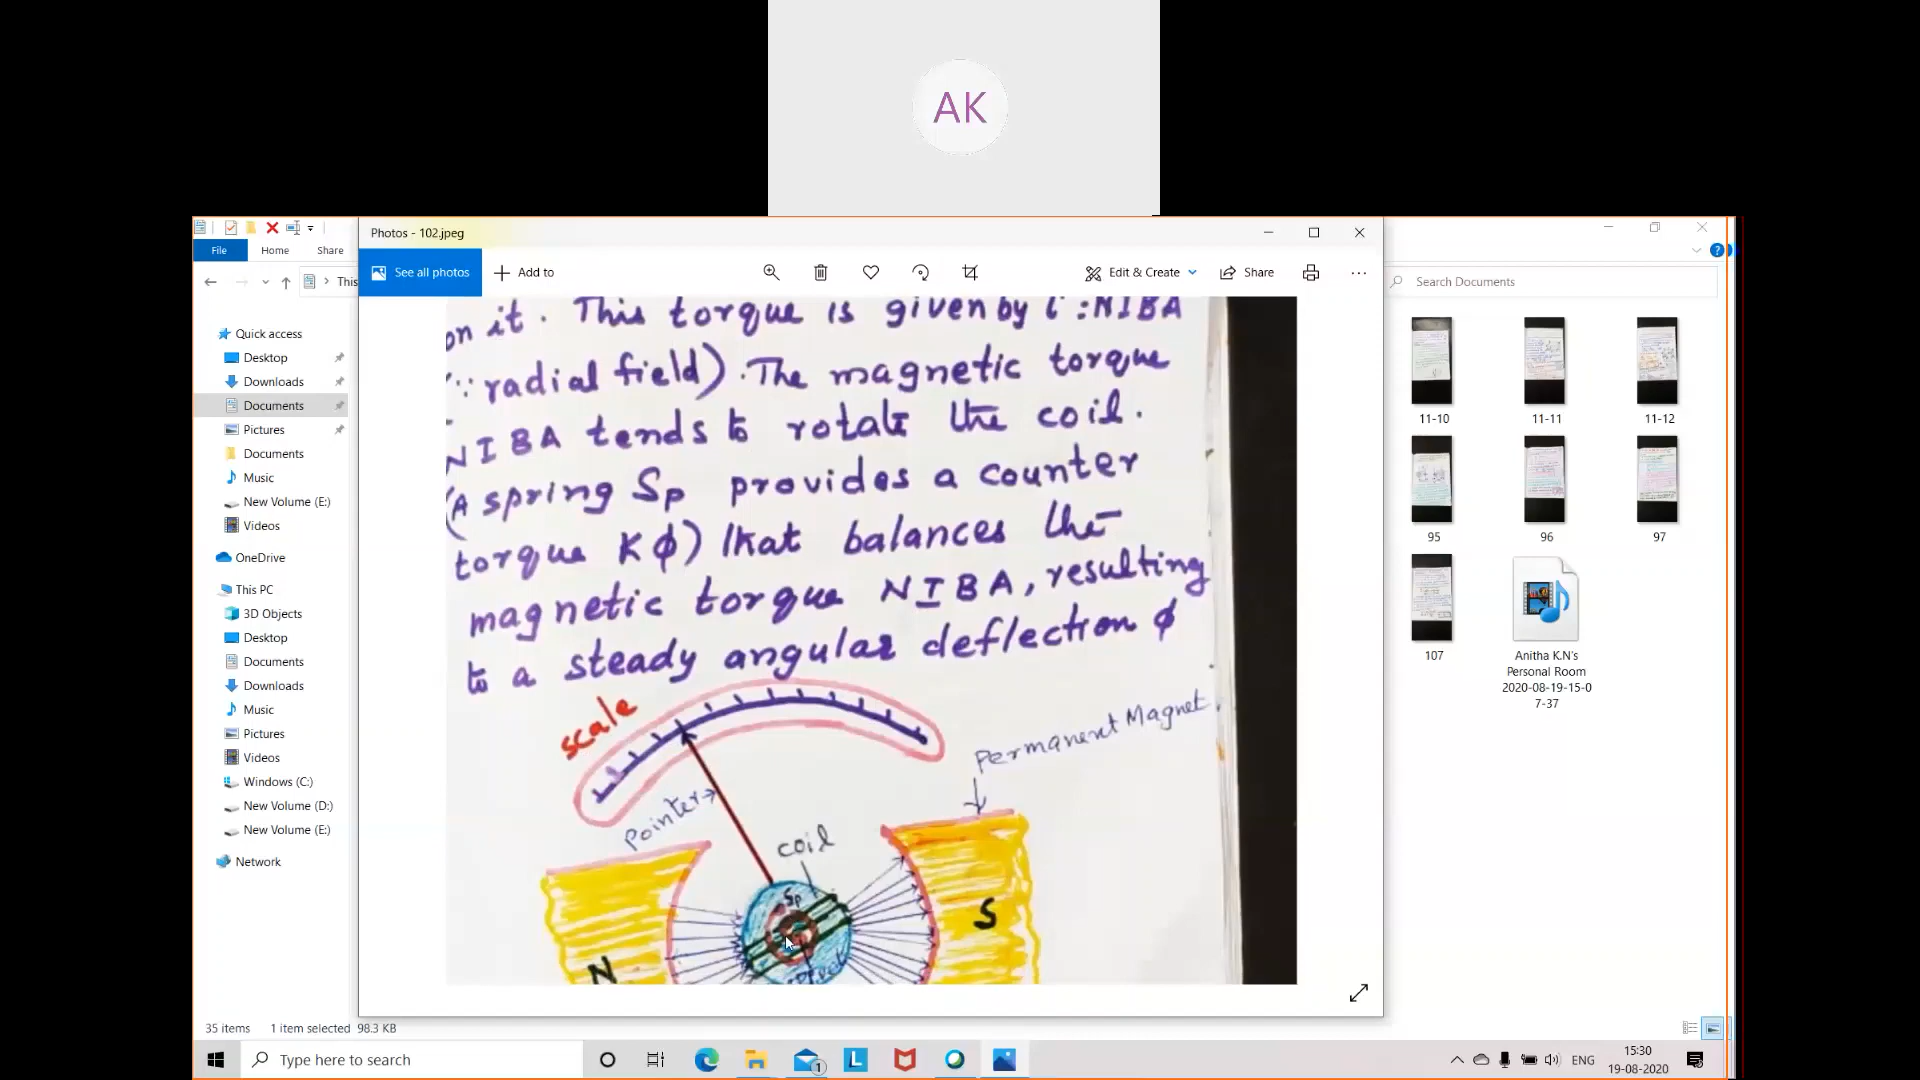 AK
Photos - 102.jpeg
File
Home
Share
See all photos
Add to
Edit & Create
Share
This
Search Documents
Quick access
Desktop
Downloads
Documents
Pictures
Documents
Music
New Volume (E:)
Videos
OneDrive
This PC
3D Objects
Desktop
Documents
Downloads
Music
Pictures
Videos
Windows (C:)
New Volume (D:)
New Volume (E:)
Network
on it. This torque is given by τ:NIBA
(∵ radial field). The magnetic torque
NIBA tends to rotate the coil.
(A spring Sp provides a counter
torque Kϕ) that balances the
magnetic torque NIBA, resulting
to a steady angular deflection ϕ
scale
Permanent Magnet
Pointer
coil
Sp
S
N
11-10
11-11
11-12
95
96
97
107
Anitha K.N's
Personal Room
2020-08-19-15-0
7-37
35 items
1 item selected
98.3 KB
Type here to search
1
L
ENG
15:30
19-08-2020